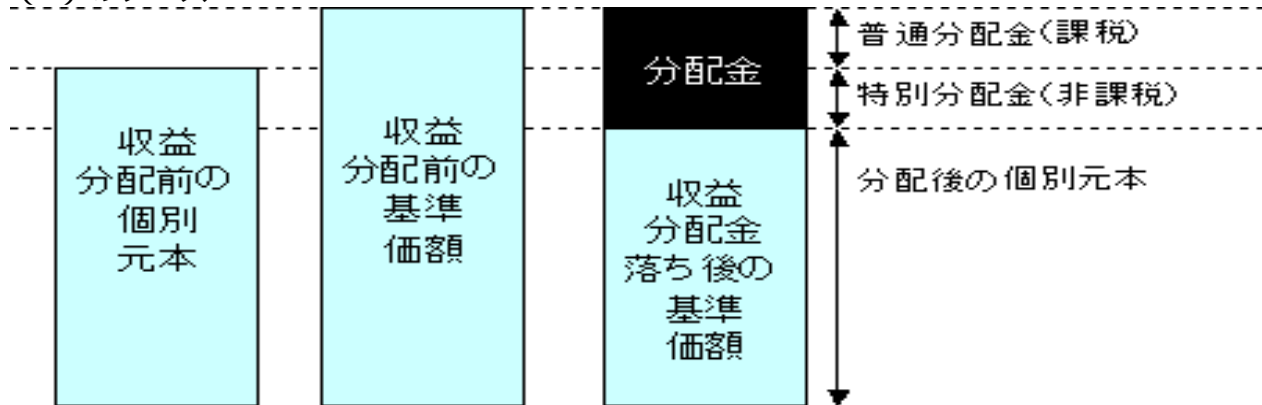 収益
分配前の
個別
元本
収益
分配前の
基準
価額
分配金
収益
分配金
落ち後の
基準
価額
普通分配金(課税)
特別分配金(非課税)
分配後の個別元本